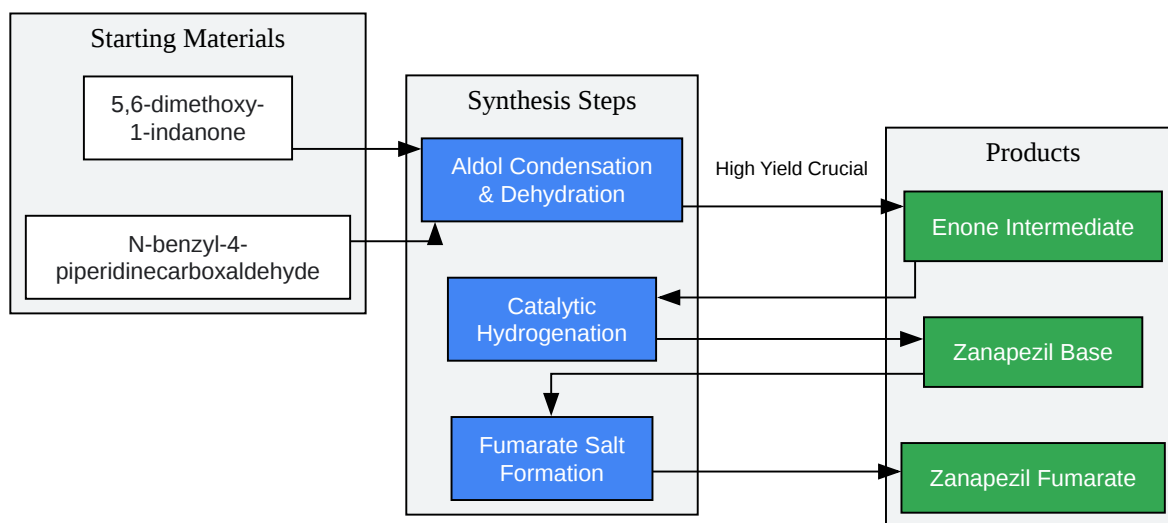 Starting Materials
5,6-dimethoxy-
1-indanone
N-benzyl-4-
piperidinecarboxaldehyde
Synthesis Steps
Aldol Condensation
& Dehydration
High Yield Crucial
Catalytic
Hydrogenation
Fumarate Salt
Formation
Products
Enone Intermediate
Zanapezil Base
Zanapezil Fumarate